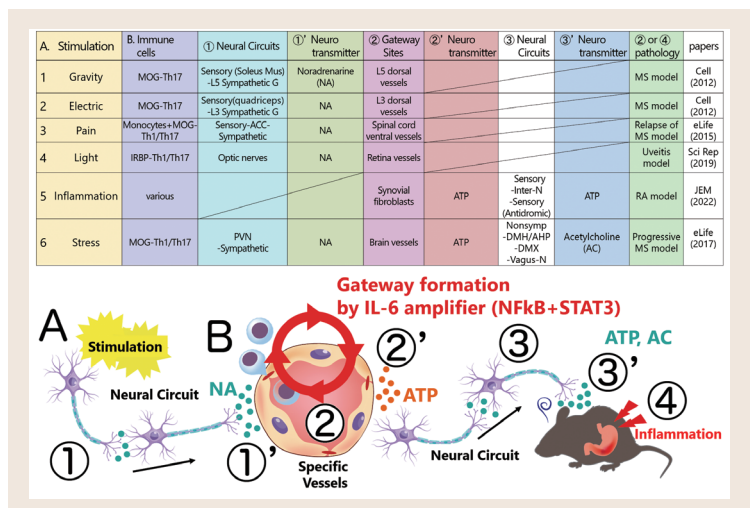 A. Stimulation
B. Immune cells
① Neural Circuits
①' Neuro transmitter
② Gateway Sites
②' Neuro transmitter
③ Neural Circuits
③' Neuro transmitter
② or ④ pathology
papers
1 Gravity
MOG-Th17
Sensory (Soleus Mus)
-L5 Sympathetic G
Noradrenarine
(NA)
L5 dorsal
vessels
MS model
Cell
(2012)
2 Electric
MOG-Th17
Sensory(quadriceps)
-L3 Sympathetic G
NA
L3 dorsal
vessels
MS model
Cell
(2012)
3 Pain
Monocytes+MOG-
Th1/Th17
Sensory-ACC-
Sympathetic
NA
Spinal cord
ventral vessels
Relapse of
MS model
eLife
(2015)
4 Light
IRBP-Th1/Th17
Optic nerves
NA
Retina vessels
Uveitis
model
Sci Rep
(2019)
5 Inflammation
various
Synovial
fibroblasts
ATP
Sensory
-Inter-N
-Sensory
(Antidromic)
ATP
RA model
JEM
(2022)
6 Stress
MOG-Th1/Th17
PVN
-Sympathetic
NA
Brain vessels
ATP
Nonsymp
-DMH/AHP
-DMX
-Vagus-N
Acetylcholine
(AC)
Progressive
MS model
eLife
(2017)
Gateway formation
by IL-6 amplifier (NFkB+STAT3)
A
Stimulation
Neural Circuit
①
B
NA
①'
②
Specific
Vessels
②'
ATP
③
Neural Circuit
ATP, AC
③'
④
Inflammation